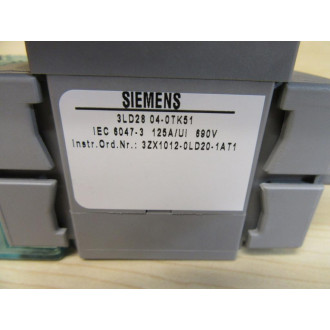 SIEMENS
3LD28 04-0TK51
IEC 6047-3 125A/UI 690V
Instr.Ord.Nr.: 3ZX1012-0LD20-1AT1